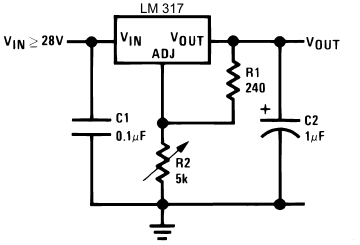 LM 317
V_IN ≥ 28V
V_IN
V_OUT
V_OUT
ADJ
R1
240
C1
0.1μF
+
C2
1μF
R2
5k